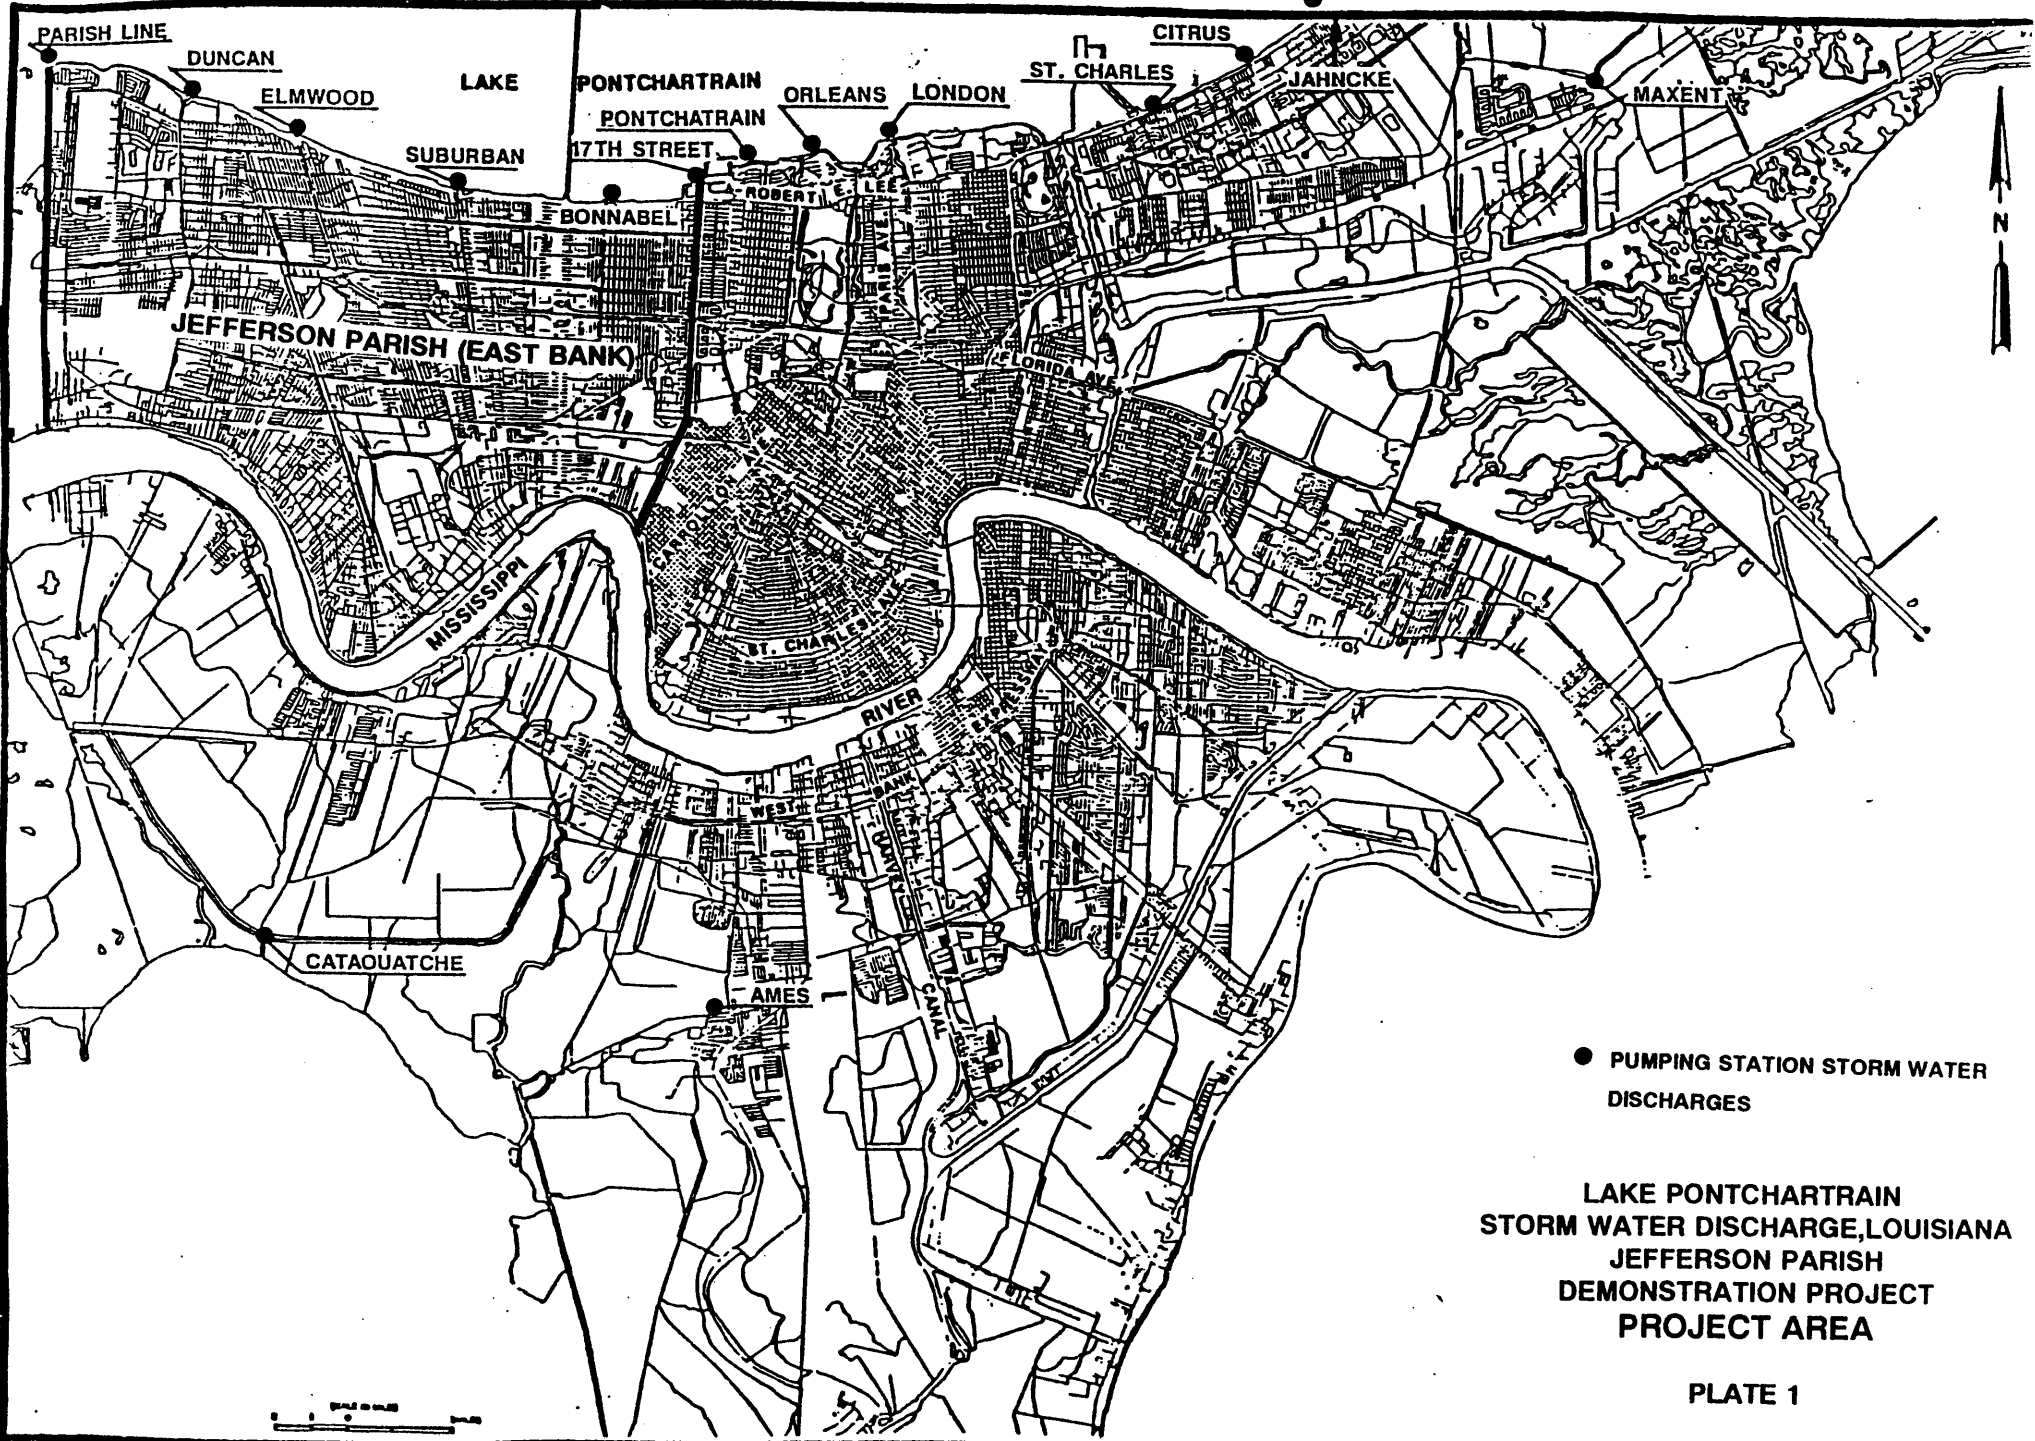 PARISH LINE
DUNCAN
ELMWOOD
SUBURBAN
LAKE PONTCHARTRAIN
PONTCHATRAIN
17TH STREET
BONNABEL
ORLEANS
LONDON
ST. CHARLES
CITRUS
JAHNCKE
MAXENT
ROBERT E. LEE
PARIS AVE.
N
JEFFERSON PARISH (EAST BANK)
FLORIDA AVE.
CARROLLTON AVE.
ST. CHARLES AVE.
MISSISSIPPI RIVER
WEST BANK EXPRESSWAY
HARVEY CANAL
CATAOUATCHE
AMES
PUMPING STATION STORM WATER
DISCHARGES
LAKE PONTCHARTRAIN
STORM WATER DISCHARGE,LOUISIANA
JEFFERSON PARISH
DEMONSTRATION PROJECT
PROJECT AREA
PLATE 1